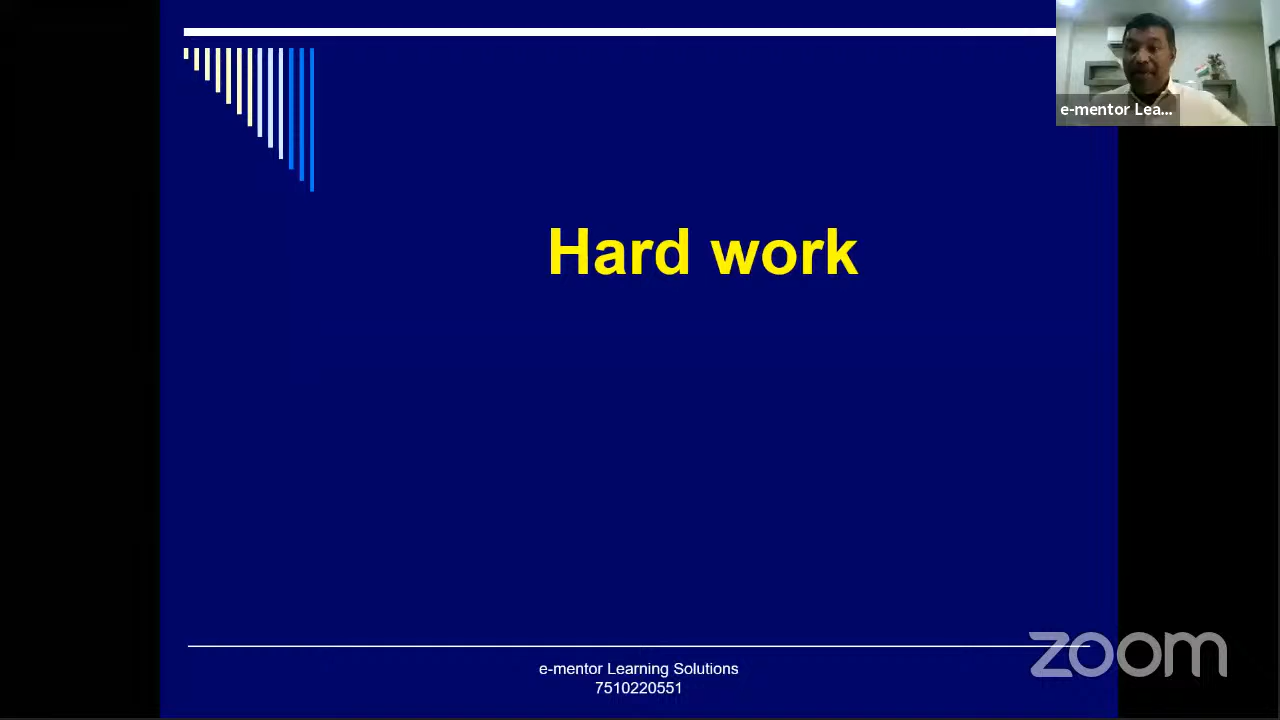 e-mentor Lea...
Hard work
e-mentor Learning Solutions
7510220551
zoom